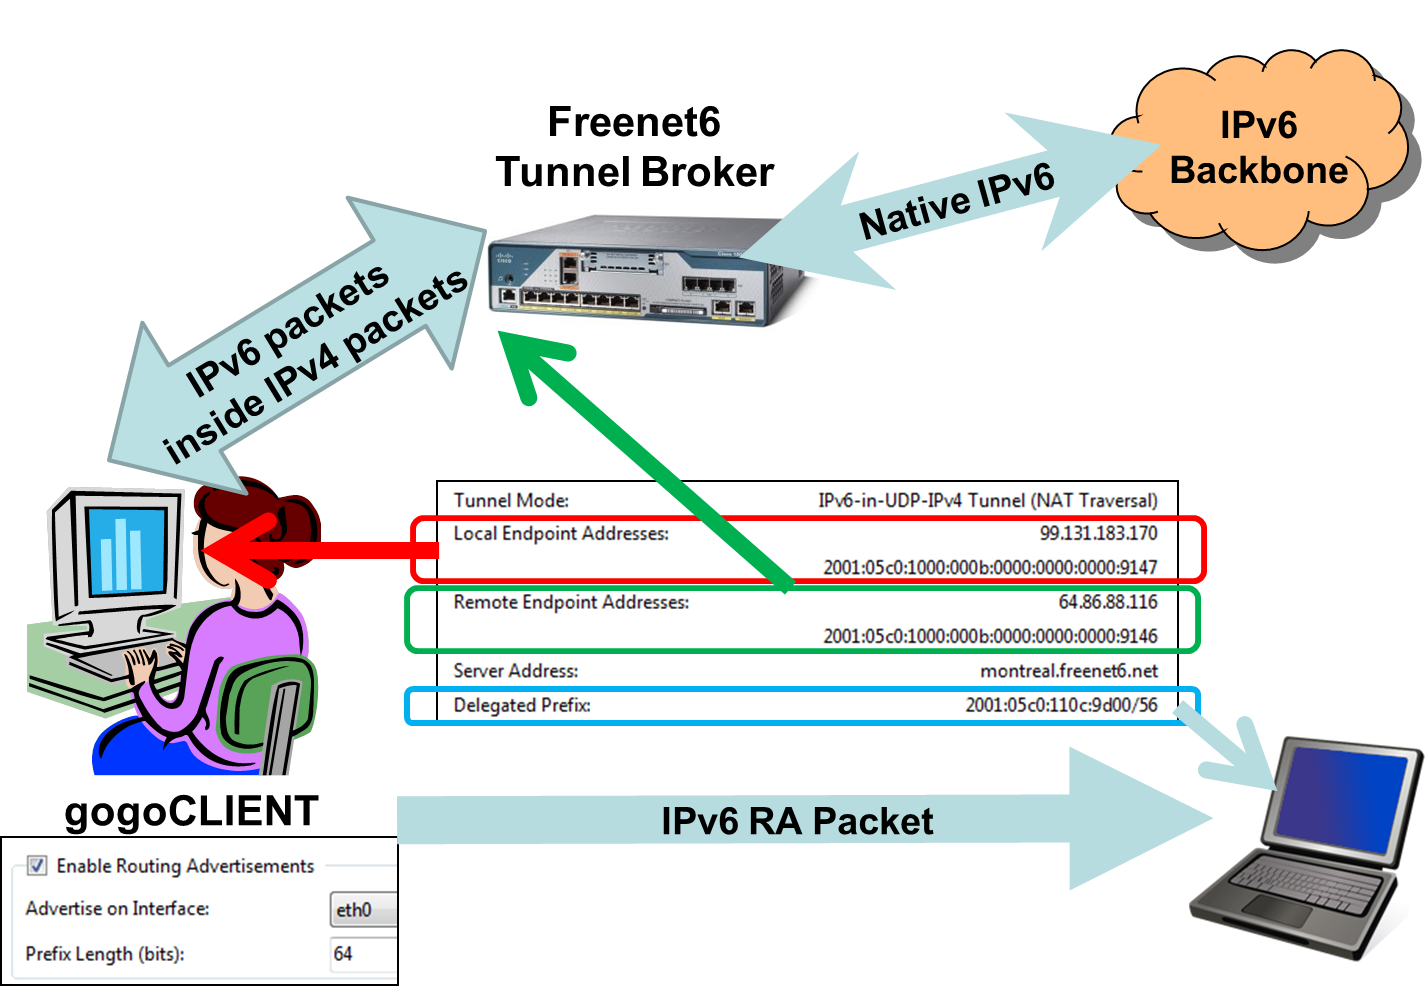 Freenet6
Tunnel Broker
IPv6
Backbone
Native IPv6
IPv6 packets
inside IPv4 packets
Tunnel Mode: IPv6-in-UDP-IPv4 Tunnel (NAT Traversal)
Local Endpoint Addresses: 99.131.183.170
2001:05c0:1000:000b:0000:0000:0000:9147
Remote Endpoint Addresses: 64.86.88.116
2001:05c0:1000:000b:0000:0000:0000:9146
Server Address: montreal.freenet6.net
Delegated Prefix: 2001:05c0:110c:9d00/56
gogoCLIENT
IPv6 RA Packet
Enable Routing Advertisements
Advertise on Interface: eth0
Prefix Length (bits): 64